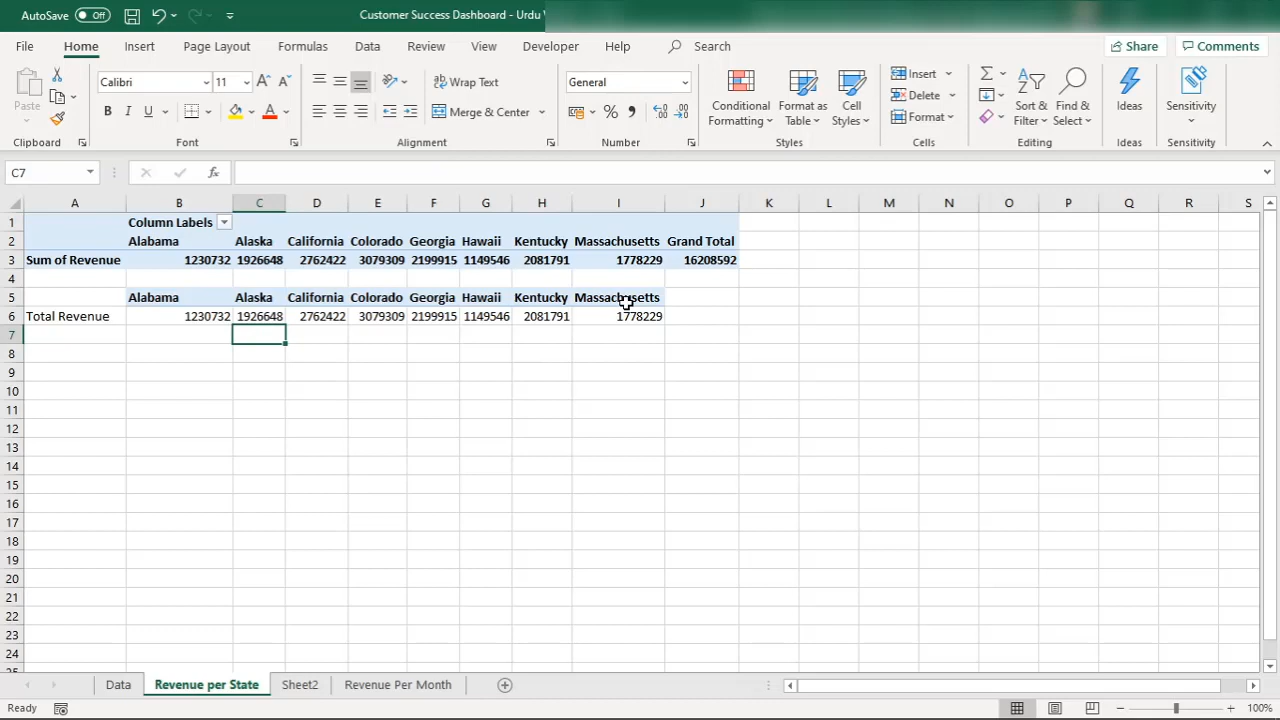 AutoSave Off Customer Success Dashboard - Urdu
File Home Insert Page Layout Formulas Data Review View Developer Help Search Share Comments
Paste Calibri 11 Wrap Text General Conditional Formatting Format as Table Cell Styles Insert Sort & Filter Find & Select Ideas Sensitivity
B I U Merge & Center Delete
Format
Clipboard Font Alignment Number Styles Cells Editing Ideas Sensitivity
C7 fx
A B C D E F G H I J K L M N O P Q R S
1 Column Labels
2 Alabama Alaska California Colorado Georgia Hawaii Kentucky Massachusetts Grand Total
3 Sum of Revenue 1230732 1926648 2762422 3079309 2199915 1149546 2081791 1778229 16208592
4
5 Alabama Alaska California Colorado Georgia Hawaii Kentucky Massachusetts
6 Total Revenue 1230732 1926648 2762422 3079309 2199915 1149546 2081791 1778229
7
8
9
10
11
12
13
14
15
16
17
18
19
20
21
22
23
24
Data Revenue per State Sheet2 Revenue Per Month
Ready 100%